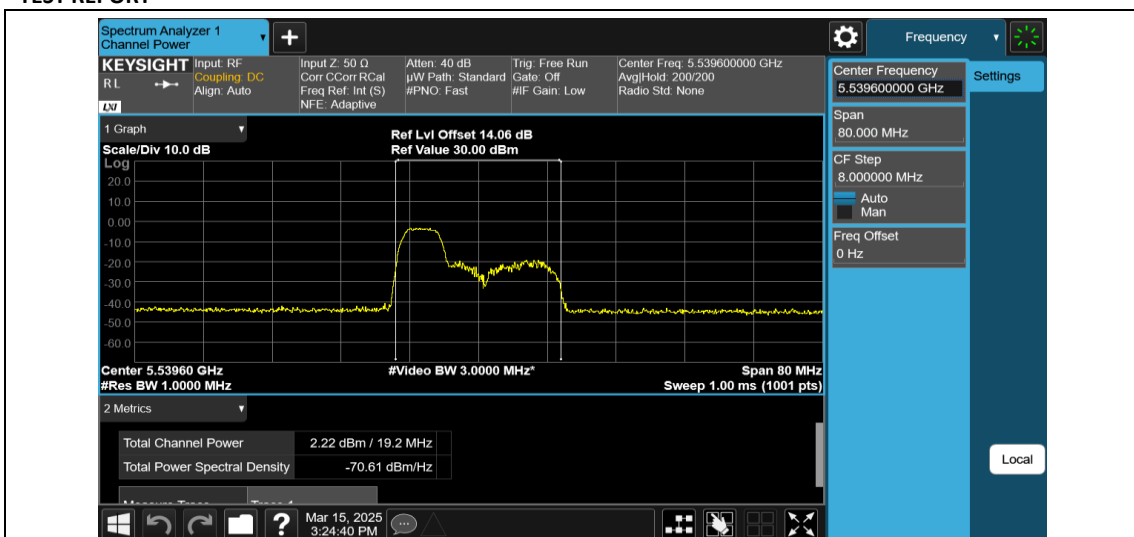 TEST REPORT
Spectrum Analyzer 1
Channel Power
Frequency
KEYSIGHT
RL
LXI
Input: RF
Coupling: DC
Align: Auto
Input Z: 50 Ω
Corr CCorr RCal
Freq Ref: Int (S)
NFE: Adaptive
Atten: 40 dB
µW Path: Standard
#PNO: Fast
Trig: Free Run
Gate: Off
#IF Gain: Low
Center Freq: 5.539600000 GHz
Avg|Hold: 200/200
Radio Std: None
Center Frequency
5.539600000 GHz
Settings
Span
80.000 MHz
CF Step
8.000000 MHz
Auto
Man
Freq Offset
0 Hz
Local
1 Graph
Scale/Div 10.0 dB
Ref Lvl Offset 14.06 dB
Ref Value 30.00 dBm
Log
20.0
10.0
0.00
-10.0
-20.0
-30.0
-40.0
-50.0
-60.0
Center 5.53960 GHz
#Video BW 3.0000 MHz*
Span 80 MHz
#Res BW 1.0000 MHz
Sweep 1.00 ms (1001 pts)
2 Metrics
Total Channel Power 2.22 dBm / 19.2 MHz
Total Power Spectral Density -70.61 dBm/Hz
?
Mar 15, 2025
3:24:40 PM